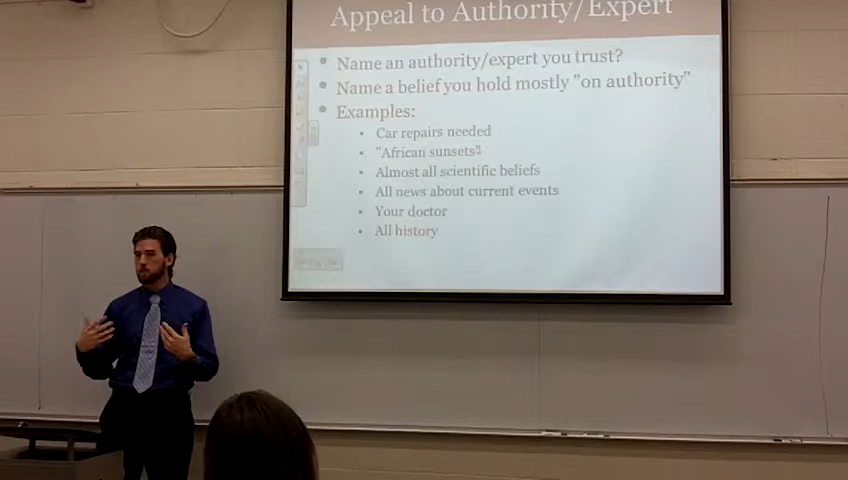 Appeal to Authority/Expert
Name an authority/expert you trust?
Name a belief you hold mostly "on authority"
Examples:
Car repairs needed
"African sunsets"
Almost all scientific beliefs
All news about current events
Your doctor
All history